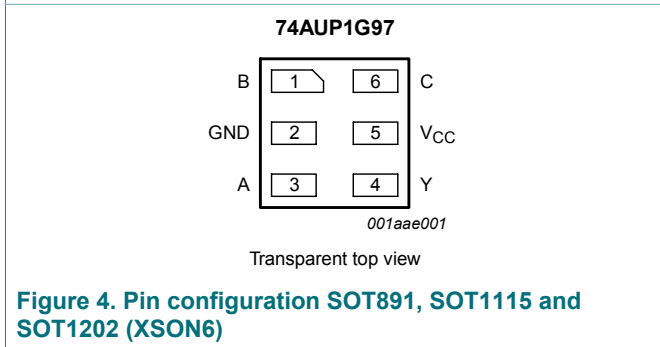 74AUP1G97
B 1 6 C
GND 2 5 VCC
A 3 4 Y
001aae001
Transparent top view
Figure 4. Pin configuration SOT891, SOT1115 and
SOT1202 (XSON6)